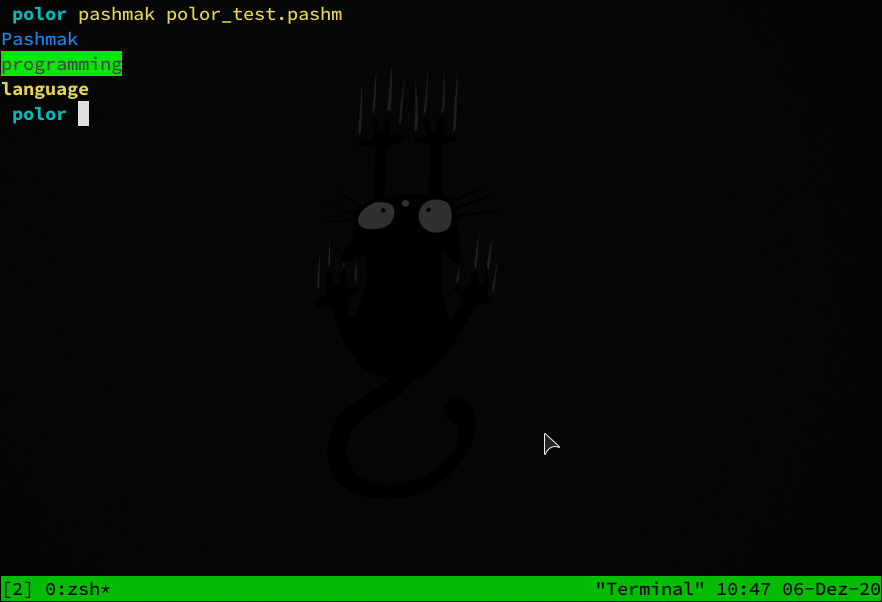 polor pashmak polor_test.pashm
Pashmak
programming
language
polor
[2] 0:zsh* "Terminal" 10:47 06-Dez-20